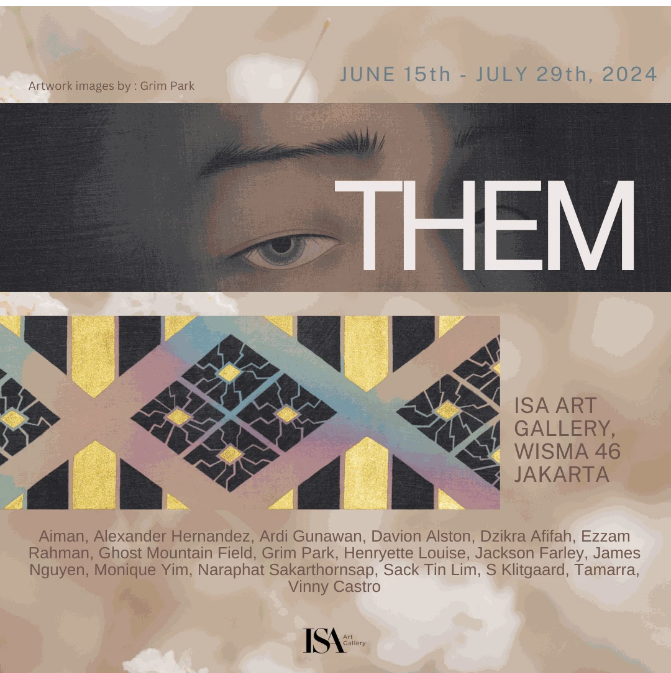 JUNE 15th - JULY 29th, 2024
Artwork images by : Grim Park
THEM
ISA ART
GALLERY,
WISMA 46
JAKARTA
Aiman, Alexander Hernandez, Ardi Gunawan, Davion Alston, Dzikra Afifah, Ezzam
Rahman, Ghost Mountain Field, Grim Park, Henryette Louise, Jackson Farley, James
Nguyen, Monique Yim, Naraphat Sakarthornsap, Sack Tin Lim, S Klitgaard, Tamarra,
Vinny Castro
ISA Art
Gallery